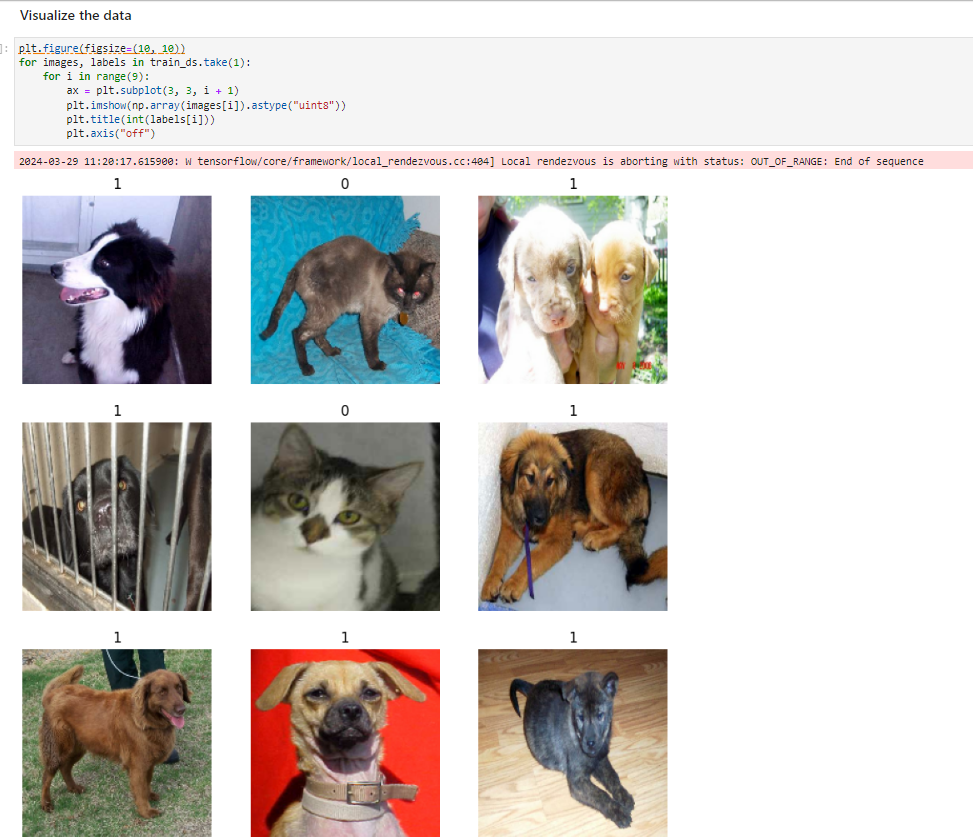 Visualize the data
]:
plt.figure(figsize=(10, 10))
for images, labels in train_ds.take(1):
    for i in range(9):
        ax = plt.subplot(3, 3, i + 1)
        plt.imshow(np.array(images[i]).astype("uint8"))
        plt.title(int(labels[i]))
        plt.axis("off")
2024-03-29 11:20:17.615900: W tensorflow/core/framework/local_rendezvous.cc:404] Local rendezvous is aborting with status: OUT_OF_RANGE: End of sequence
1 0 1
1 0 1
1 1 1